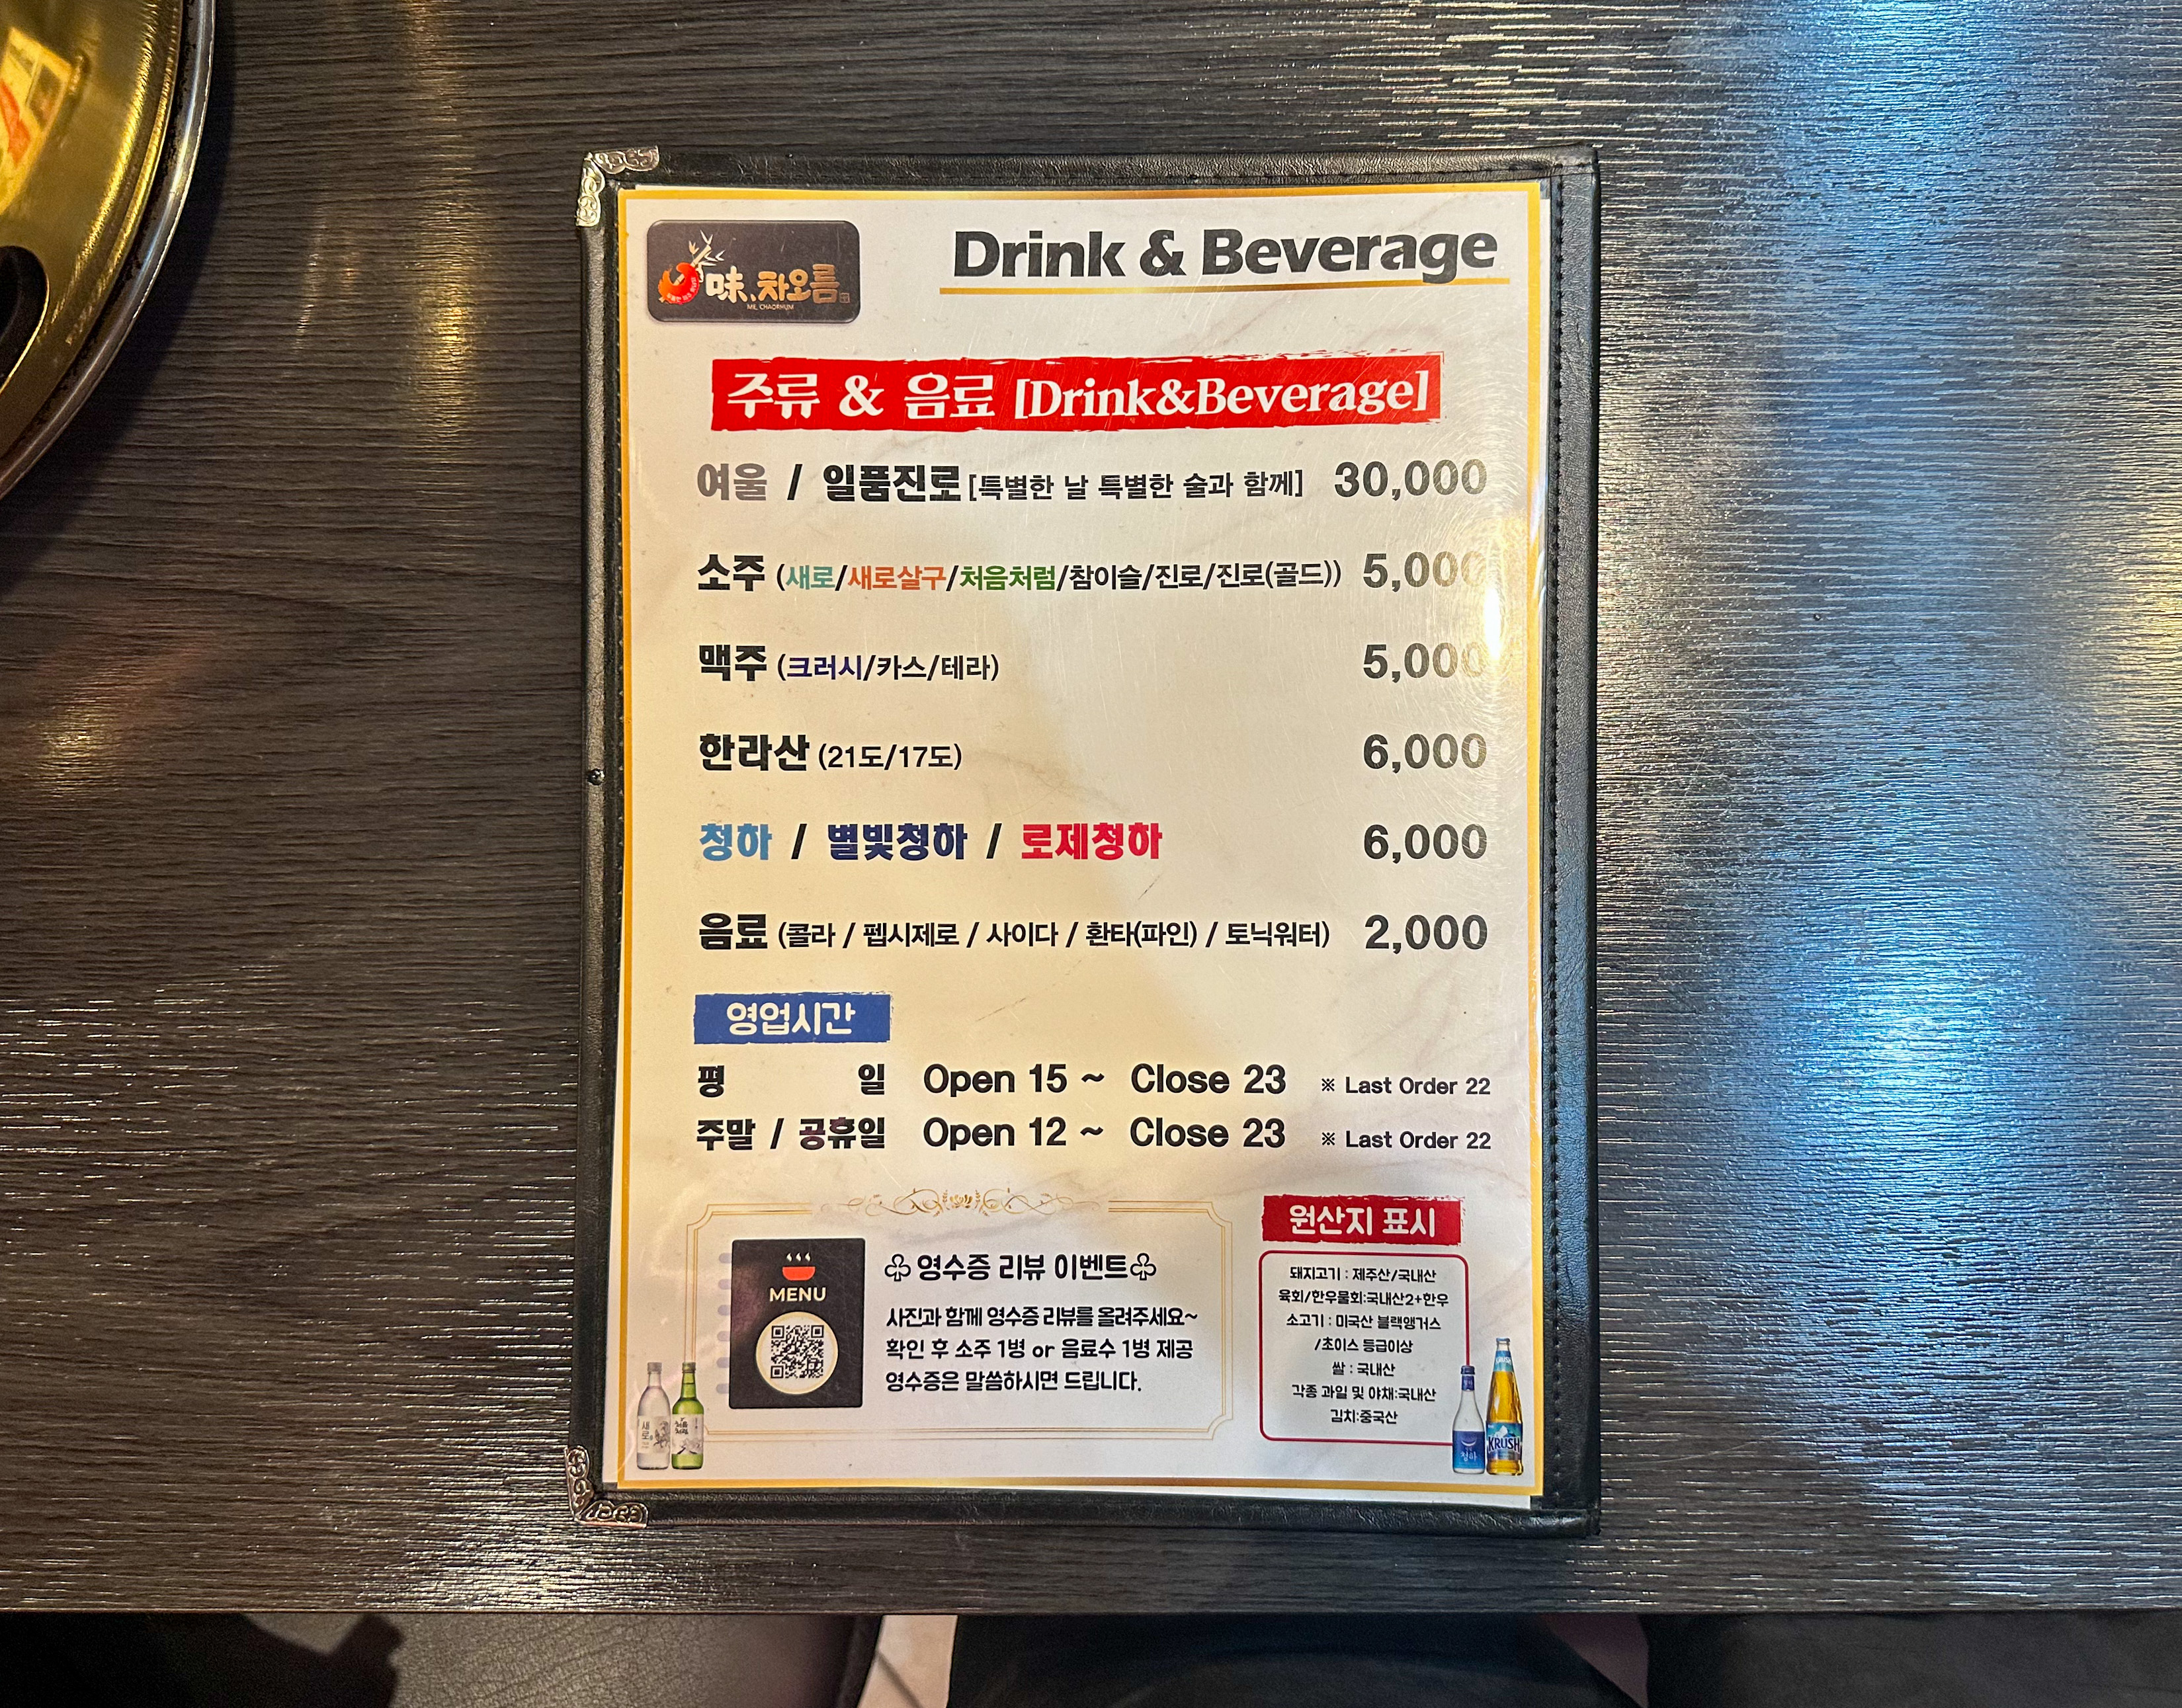 味, 차오름
ME, CHAORHUM
Drink & Beverage
주류 & 음료 [Drink&Beverage]
여울 / 일품진로 [특별한 날 특별한 술과 함께] 30,000
소주 (새로/새로살구/처음처럼/참이슬/진로/진로(골드)) 5,000
맥주 (크러시/카스/테라) 5,000
한라산 (21도/17도) 6,000
청하 / 별빛청하 / 로제청하 6,000
음료 (콜라 / 펩시제로 / 사이다 / 환타(파인) / 토닉워터) 2,000
영업시간
평 일 Open 15 ~ Close 23 ※ Last Order 22
주말 / 공휴일 Open 12 ~ Close 23 ※ Last Order 22
MENU
♧ 영수증 리뷰 이벤트♧
사진과 함께 영수증 리뷰를 올려주세요~
확인 후 소주 1병 or 음료수 1병 제공
영수증은 말씀하시면 드립니다.
원산지 표시
돼지고기 : 제주산/국내산
육회/한우물회:국내산2+한우
소고기 : 미국산 블랙앵거스
/초이스 등급이상
쌀 : 국내산
각종 과일 및 야채:국내산
김치:중국산
새로
처음처럼
청하
KRUSH